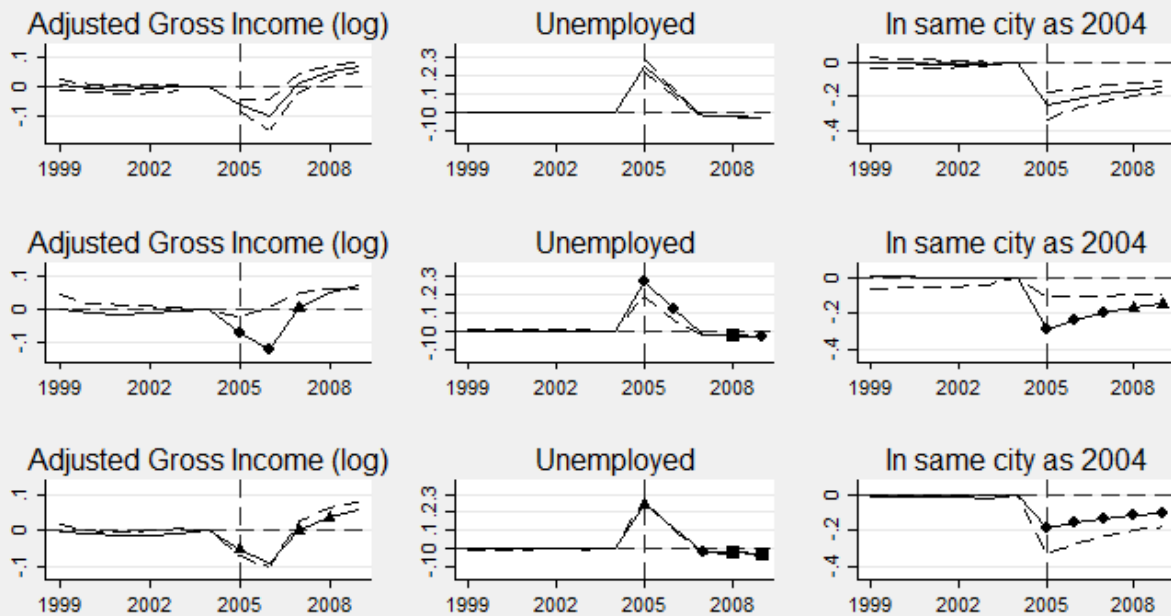 Adjusted Gross Income (log)
-.1 0 .1
1999 2002 2005 2008
Unemployed
-.1 0 .1 .2 .3
1999 2002 2005 2008
In same city as 2004
-.4 -.2 0
1999 2002 2005 2008
Adjusted Gross Income (log)
-.1 0 .1
1999 2002 2005 2008
Unemployed
-.1 0 .1 .2 .3
1999 2002 2005 2008
In same city as 2004
-.4 -.2 0
1999 2002 2005 2008
Adjusted Gross Income (log)
-.1 0 .1
1999 2002 2005 2008
Unemployed
-.1 0 .1 .2 .3
1999 2002 2005 2008
In same city as 2004
-.4 -.2 0
1999 2002 2005 2008